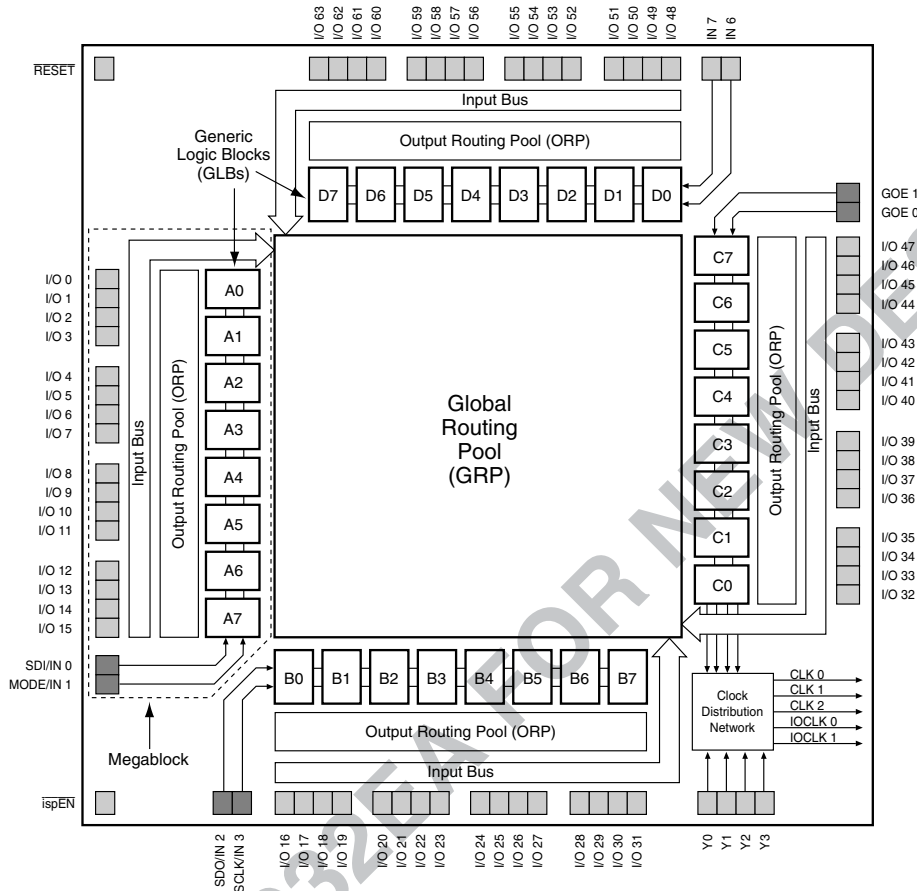 I/O 63
I/O 62
I/O 61
I/O 60
I/O 59
I/O 58
I/O 57
I/O 56
I/O 55
I/O 54
I/O 53
I/O 52
I/O 51
I/O 50
I/O 49
I/O 48
IN 7
IN 6
RESET
Input Bus
Output Routing Pool (ORP)
Generic
Logic Blocks
(GLBs)
D7
D6
D5
D4
D3
D2
D1
D0
GOE 1
GOE 0
I/O 0
I/O 1
I/O 2
I/O 3
I/O 4
I/O 5
I/O 6
I/O 7
I/O 8
I/O 9
I/O 10
I/O 11
I/O 12
I/O 13
I/O 14
I/O 15
Input Bus
Output Routing Pool (ORP)
A0
A1
A2
A3
A4
A5
A6
A7
Global
Routing
Pool
(GRP)
C7
C6
C5
C4
C3
C2
C1
C0
Output Routing Pool (ORP)
Input Bus
I/O 47
I/O 46
I/O 45
I/O 44
I/O 43
I/O 42
I/O 41
I/O 40
I/O 39
I/O 38
I/O 37
I/O 36
I/O 35
I/O 34
I/O 33
I/O 32
SDI/IN 0
MODE/IN 1
Megablock
B0
B1
B2
B3
B4
B5
B6
B7
Output Routing Pool (ORP)
Input Bus
Clock
Distribution
Network
CLK 0
CLK 1
CLK 2
IOCLK 0
IOCLK 1
ispEN
SDO/IN 2
SCLK/IN 3
I/O 16
I/O 17
I/O 18
I/O 19
I/O 20
I/O 21
I/O 22
I/O 23
I/O 24
I/O 25
I/O 26
I/O 27
I/O 28
I/O 29
I/O 30
I/O 31
Y0
Y1
Y2
Y3
32EA FOR NEW DES